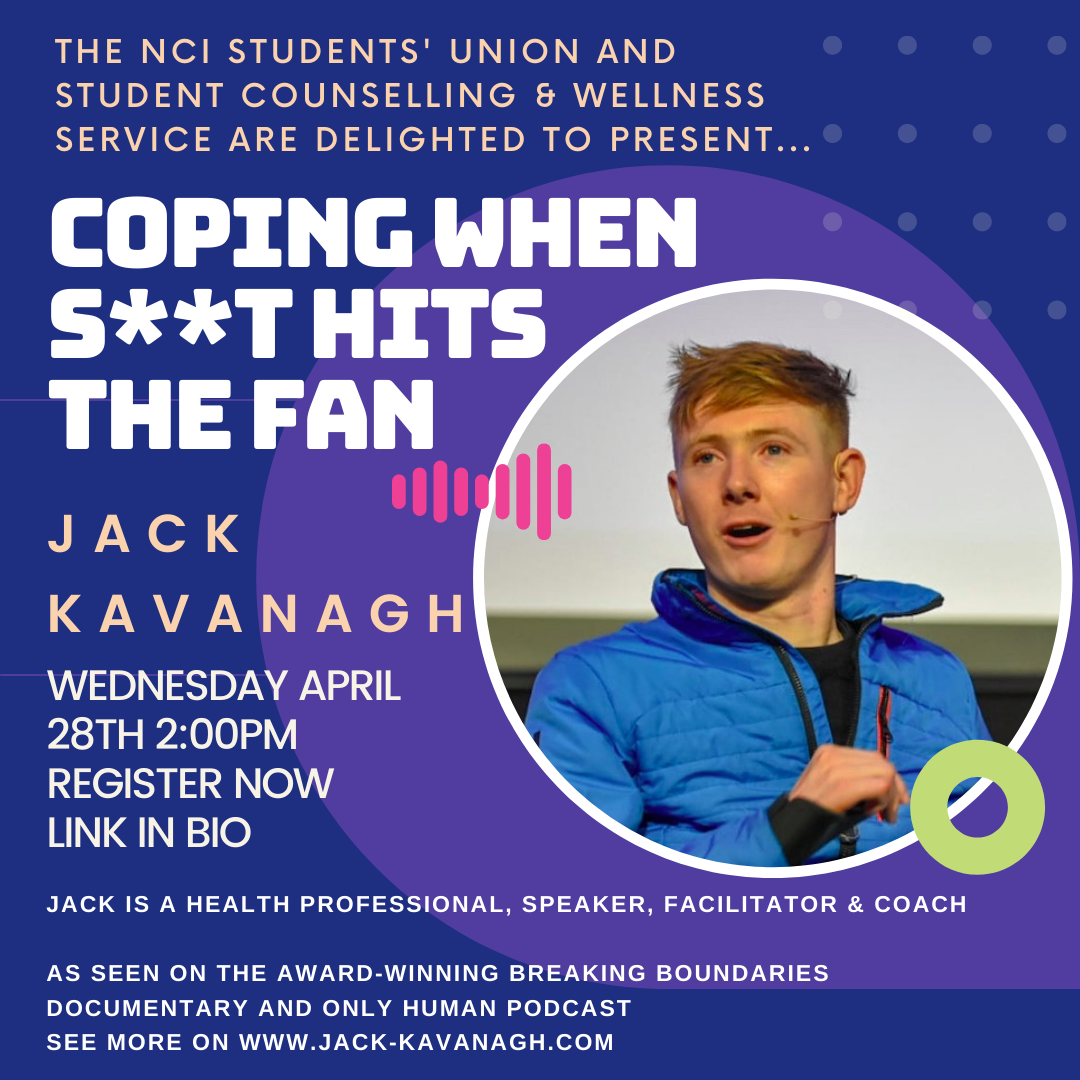 THE NCI STUDENTS' UNION AND
STUDENT COUNSELLING & WELLNESS
SERVICE ARE DELIGHTED TO PRESENT...
COPING WHEN
S**T HITS
THE FAN
JACK
KAVANAGH
WEDNESDAY APRIL
28TH 2:00PM
REGISTER NOW
LINK IN BIO
JACK IS A HEALTH PROFESSIONAL, SPEAKER, FACILITATOR & COACH
AS SEEN ON THE AWARD-WINNING BREAKING BOUNDARIES
DOCUMENTARY AND ONLY HUMAN PODCAST
SEE MORE ON WWW.JACK-KAVANAGH.COM